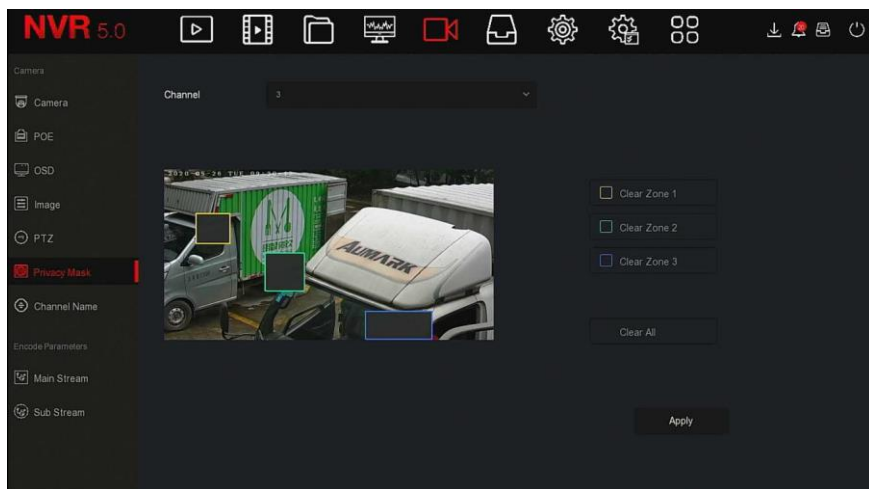 NVR 5.0
Camera
Camera
POE
OSD
Image
PTZ
Privacy Mask
Channel Name
Encode Parameters
Main Stream
Sub Stream
Channel
3
AUMARK
Clear Zone 1
Clear Zone 2
Clear Zone 3
Clear All
Apply